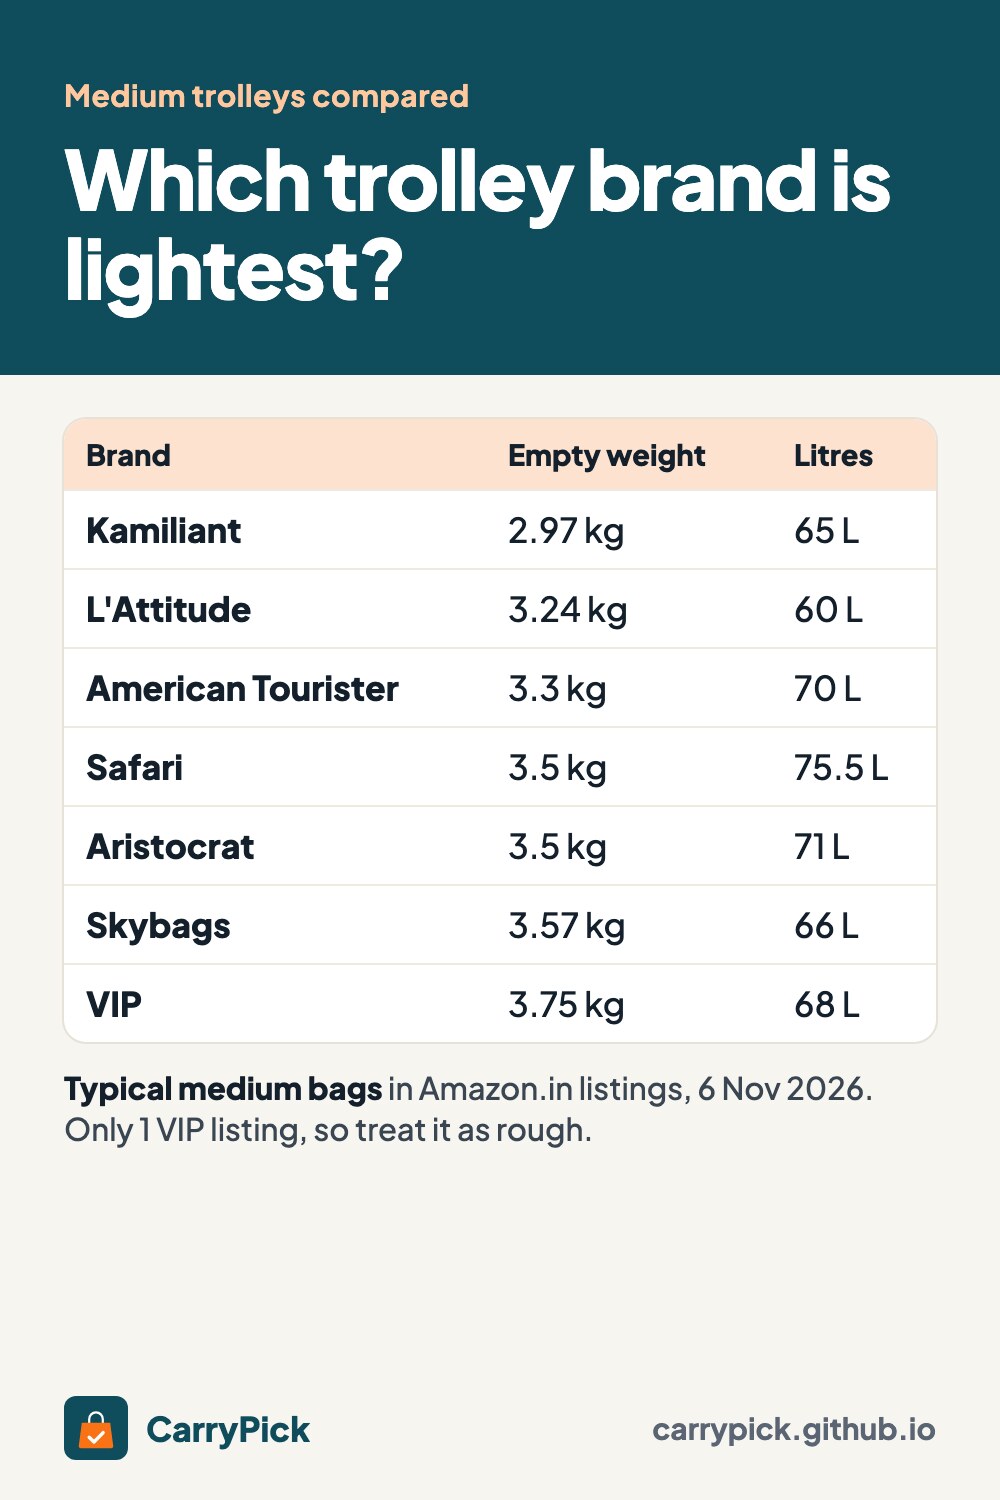 Medium trolleys compared
Which trolley brand is
lightest?
Brand Empty weight Litres
Kamiliant 2.97 kg 65 L
L'Attitude 3.24 kg 60 L
American Tourister 3.3 kg 70 L
Safari 3.5 kg 75.5 L
Aristocrat 3.5 kg 71 L
Skybags 3.57 kg 66 L
VIP 3.75 kg 68 L
Typical medium bags in Amazon.in listings, 6 Nov 2026.
Only 1 VIP listing, so treat it as rough.
CarryPick carrypick.github.io